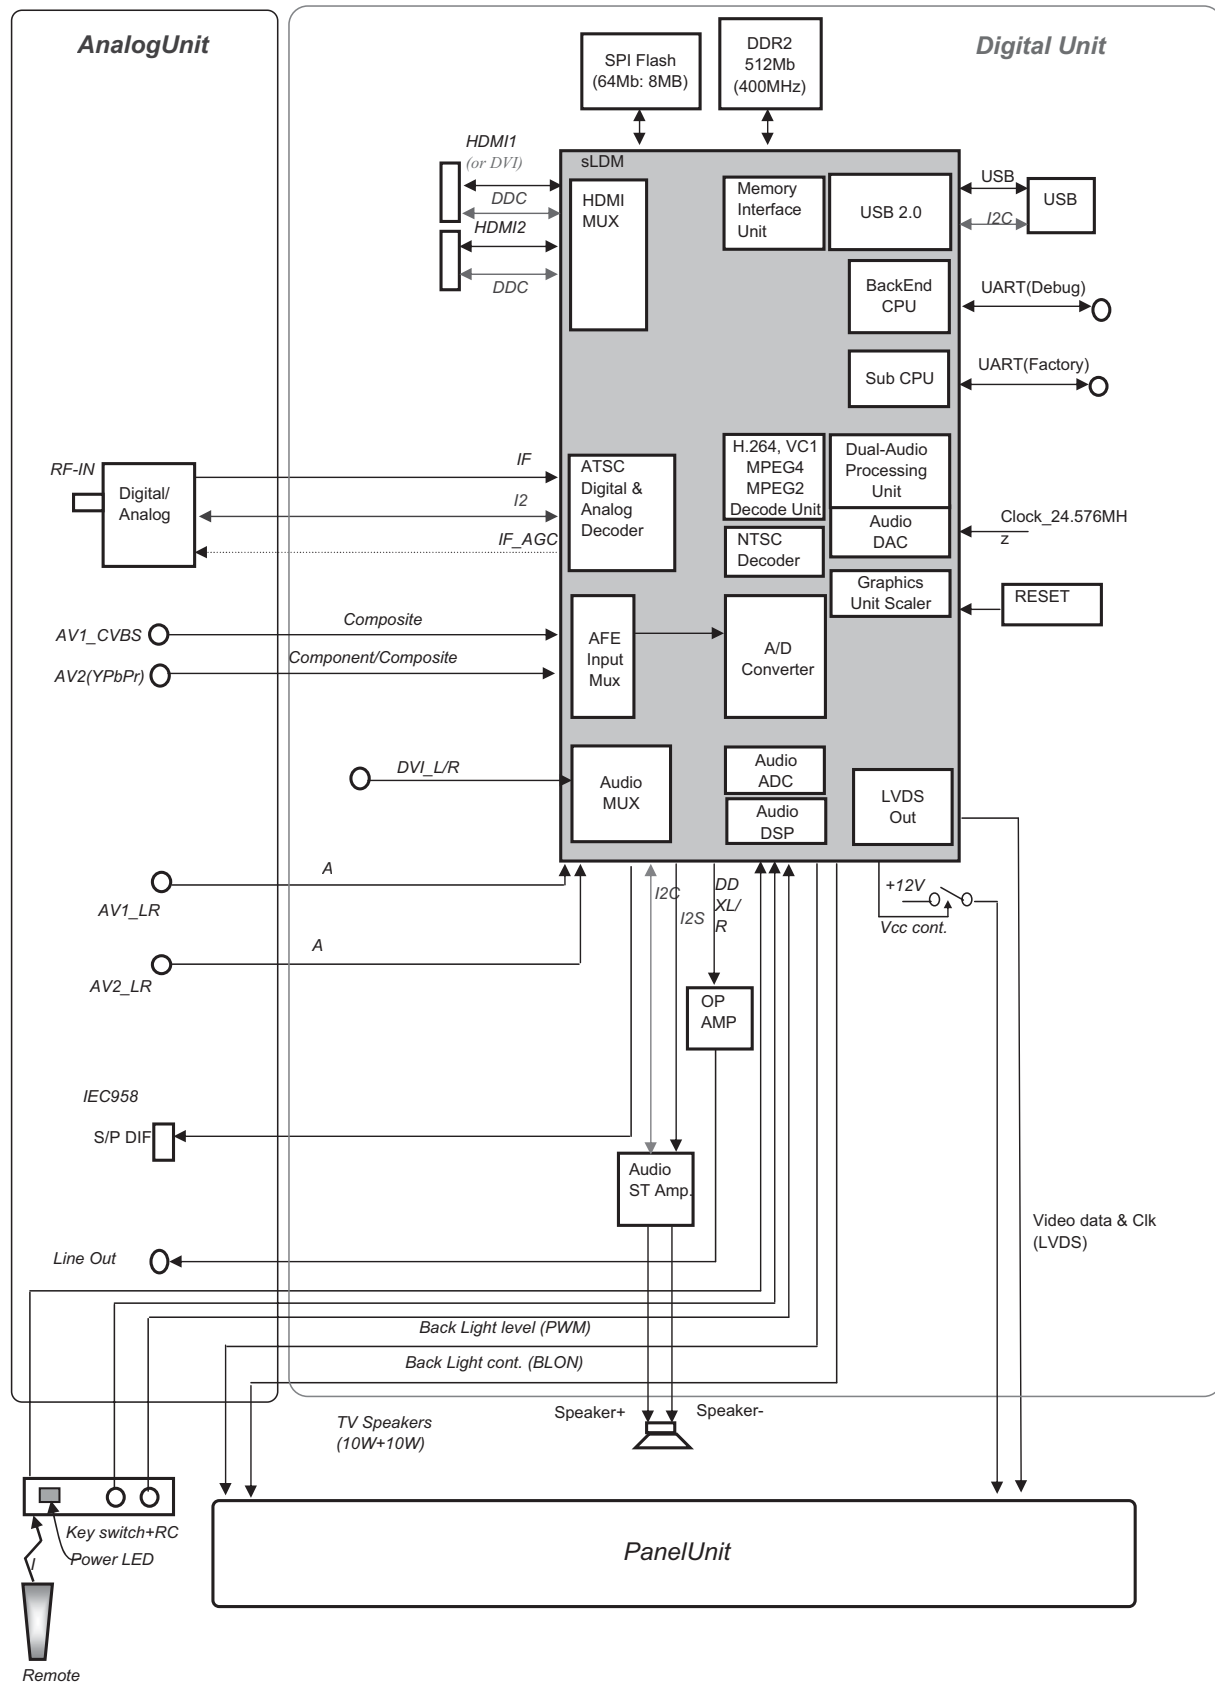 AnalogUnit
Digital Unit
SPI Flash
(64Mb: 8MB)
DDR2
512Mb
(400MHz)
HDMI1
(or DVI)
DDC
HDMI2
DDC
sLDM
HDMI
MUX
Memory
Interface
Unit
USB 2.0
USB
I2C
USB
BackEnd
CPU
UART(Debug)
Sub CPU
UART(Factory)
RF-IN
Digital/
Analog
IF
I2
IF_AGC
ATSC
Digital &
Analog
Decoder
H.264, VC1
MPEG4
MPEG2
Decode Unit
Dual-Audio
Processing
Unit
NTSC
Decoder
Audio
DAC
Clock_24.576MH
z
Graphics
Unit Scaler
RESET
AV1_CVBS
Composite
AV2(YPbPr)
Component/Composite
AFE
Input
Mux
A/D
Converter
DVI_L/R
Audio
MUX
Audio
ADC
Audio
DSP
LVDS
Out
A
AV1_LR
A
AV2_LR
I2C
I2S
DD
XL/
R
+12V
Vcc cont.
OP
AMP
IEC958
S/P DIF
Audio
ST Amp.
Line Out
Video data & Clk
(LVDS)
Back Light level (PWM)
Back Light cont. (BLON)
TV Speakers
(10W+10W)
Speaker+
Speaker-
Key switch+RC
Power LED
I
Remote
PanelUnit